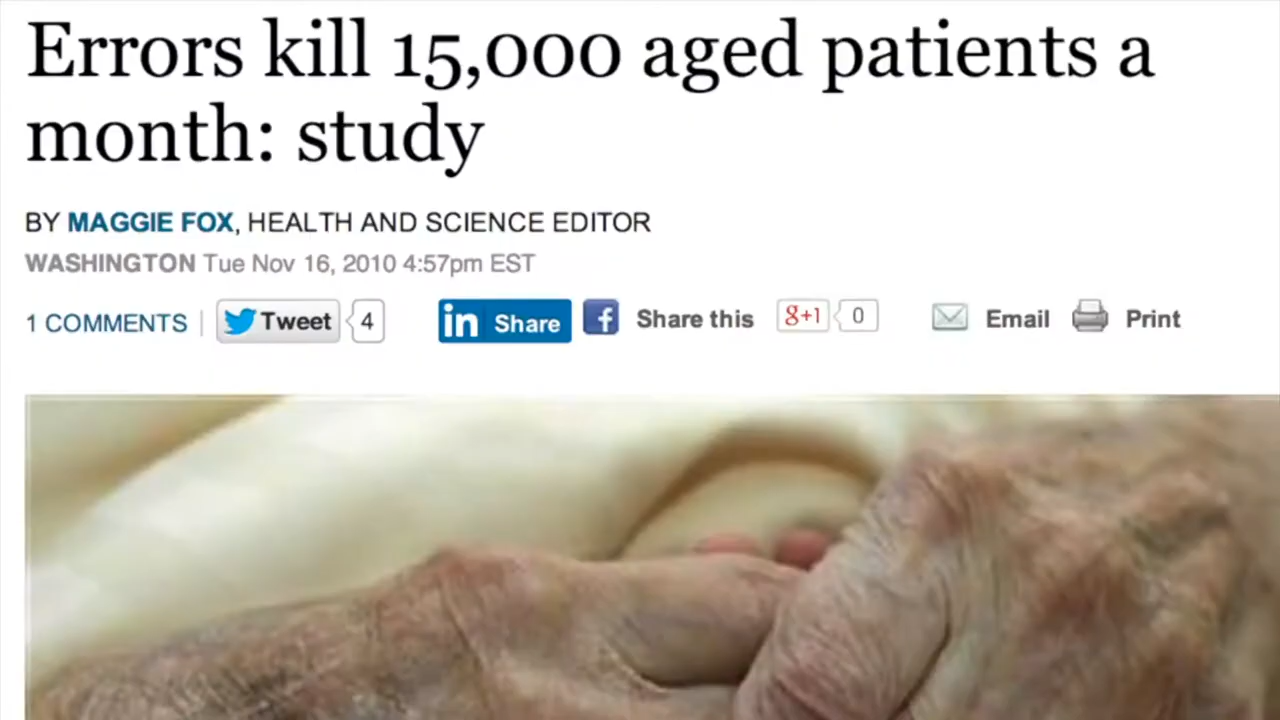 Errors kill 15,000 aged patients a
month: study
BY MAGGIE FOX, HEALTH AND SCIENCE EDITOR
WASHINGTON Tue Nov 16, 2010 4:57pm EST
1 COMMENTS | Tweet 4 in Share f Share this g+1 0 Email Print